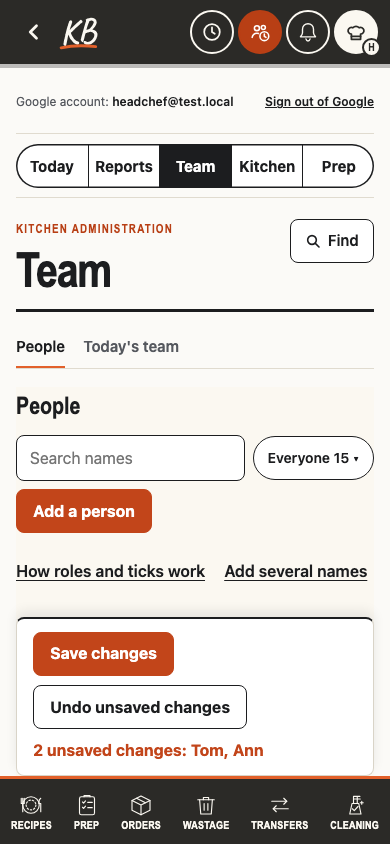 KB
H
Google account: headchef@test.local Sign out of Google
Today Reports Team Kitchen Prep
KITCHEN ADMINISTRATION
Team
Find
People Today's team
People
Search names
Everyone 15 ▾
Add a person
How roles and ticks work Add several names
Save changes
Undo unsaved changes
2 unsaved changes: Tom, Ann
RECIPES PREP ORDERS WASTAGE TRANSFERS CLEANING